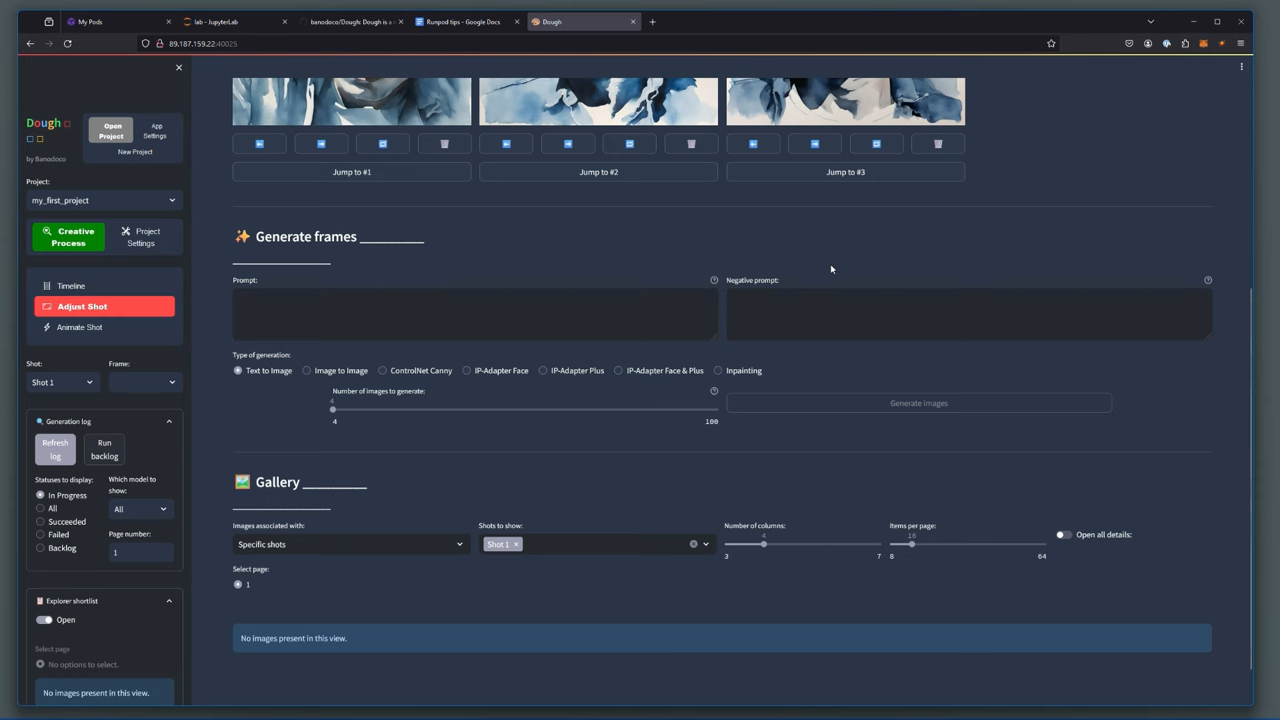 My Pods
lab - JupyterLab
banodoco/Dough: Dough is a c
Runpod tips - Google Docs
Dough
89.187.159.22:40025
Dough
by Banodoco
Open Project
App Settings
New Project
Project:
my_first_project
Creative Process
Project Settings
Timeline
Adjust Shot
Animate Shot
Shot:
Frame:
Shot 1
Generation log
Refresh log
Run backlog
Statuses to display:
In Progress
All
Succeeded
Failed
Backlog
Which model to show:
All
Page number:
1
Explorer shortlist
Open
Select page
No options to select.
No images present in this view.
Jump to #1
Jump to #2
Jump to #3
Generate frames __________
Prompt:
Negative prompt:
Type of generation:
Text to Image
Image to Image
ControlNet Canny
IP-Adapter Face
IP-Adapter Plus
IP-Adapter Face & Plus
Inpainting
Number of images to generate:
4
4
100
Generate images
Gallery __________
Images associated with:
Specific shots
Shots to show:
Shot 1
Number of columns:
4
3
7
Items per page:
16
8
64
Open all details:
Select page:
1
No images present in this view.